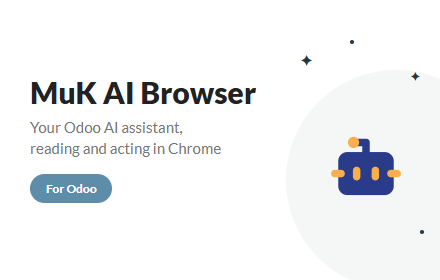 MuK AI Browser
Your Odoo AI assistant,
reading and acting in Chrome
For Odoo